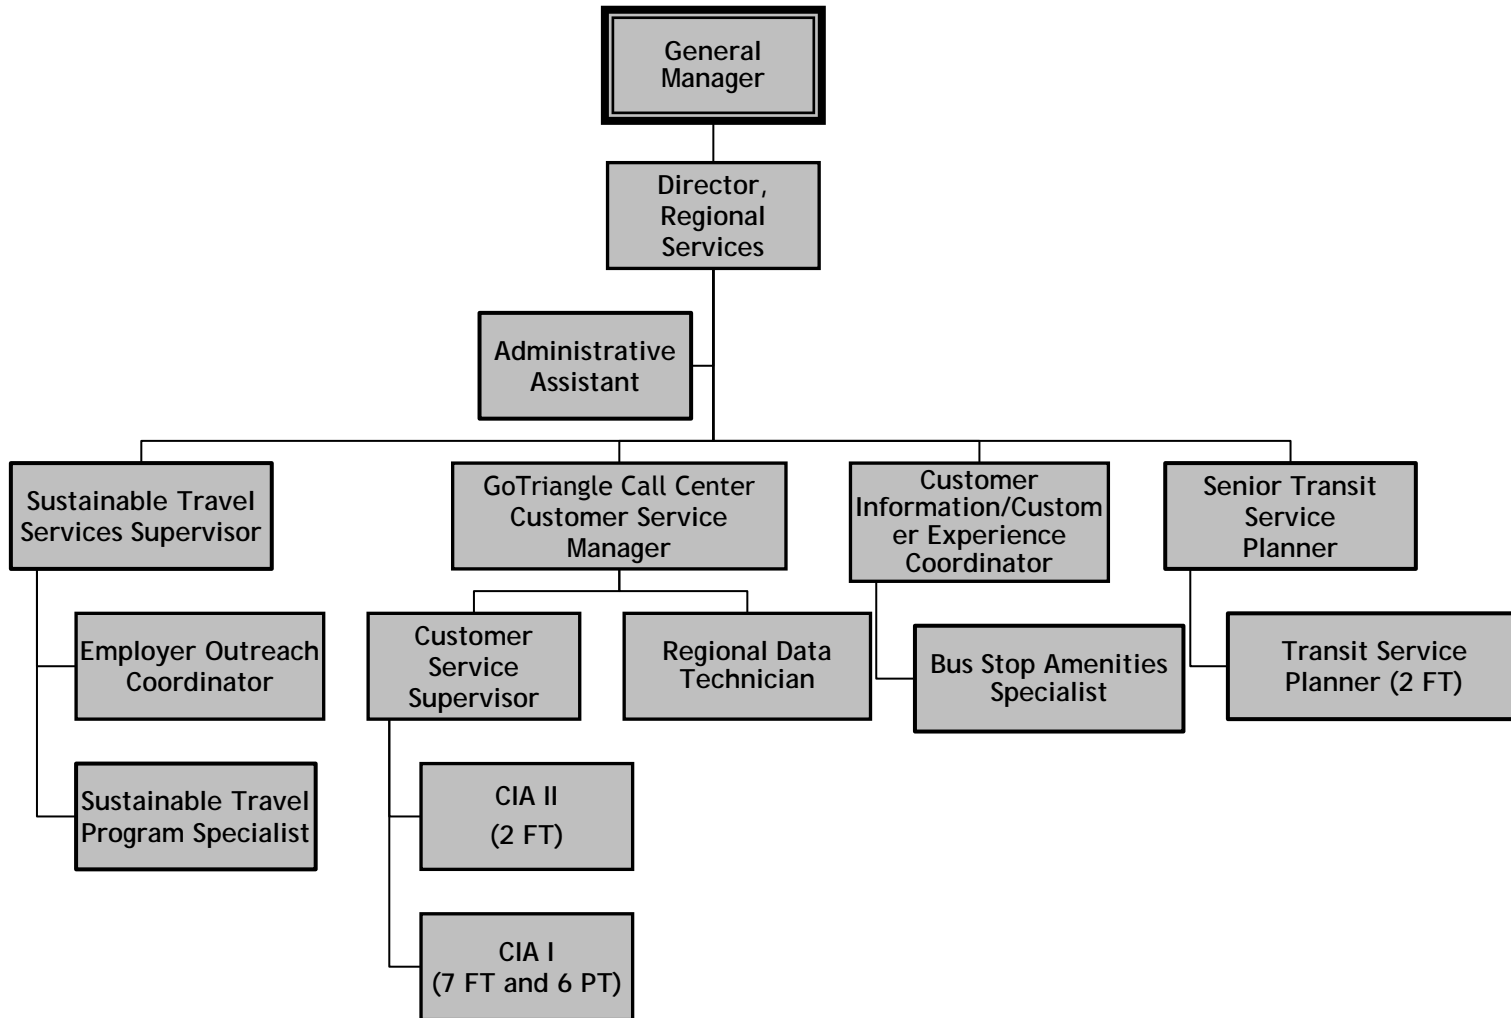 General
Manager
Director,
Regional
Services
Administrative
Assistant
Sustainable Travel
Services Supervisor
GoTriangle Call Center
Customer Service
Manager
Customer
Information/Custom
er Experience
Coordinator
Senior Transit
Service
Planner
Employer Outreach
Coordinator
Customer
Service
Supervisor
Regional Data
Technician
Bus Stop Amenities
Specialist
Transit Service
Planner (2 FT)
Sustainable Travel
Program Specialist
CIA II
(2 FT)
CIA I
(7 FT and 6 PT)